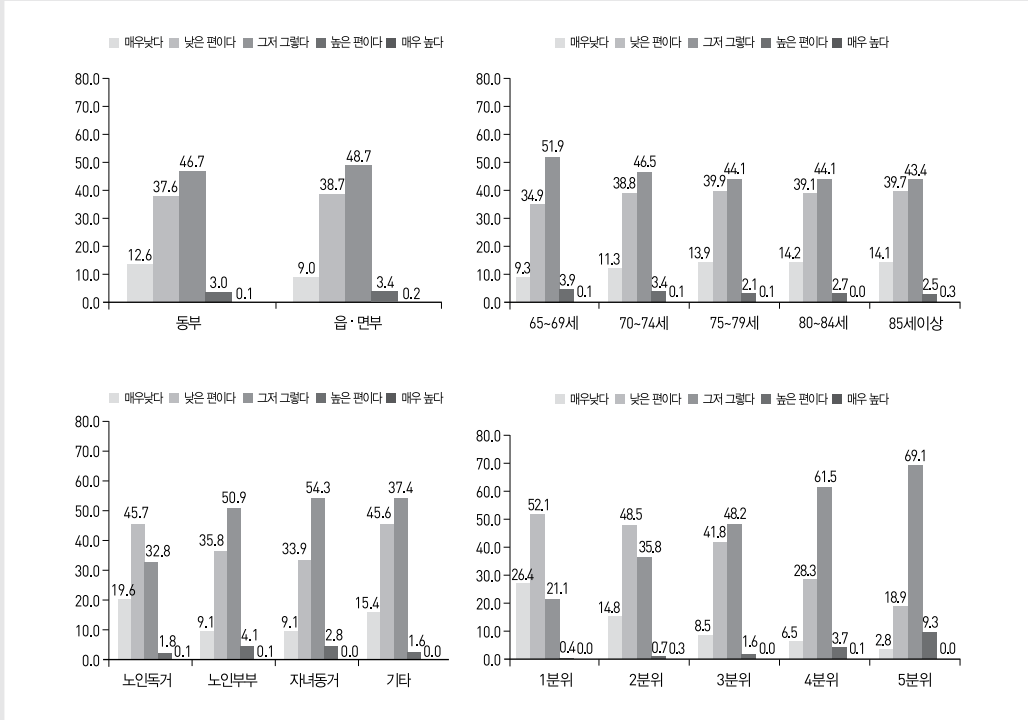 매우낮다 낮은 편이다 그저 그렇다 높은 편이다 매우 높다
80.0
70.0
60.0
50.0
40.0
30.0
20.0
10.0
0.0
12.6 37.6 46.7 3.0 0.1
9.0 38.7 48.7 3.4 0.2
동부 읍·면부
매우낮다 낮은 편이다 그저 그렇다 높은 편이다 매우 높다
80.0
70.0
60.0
50.0
40.0
30.0
20.0
10.0
0.0
9.3 34.9 51.9 3.9 0.1
11.3 38.8 46.5 3.4 0.1
13.9 39.9 44.1 2.1 0.1
14.2 39.1 44.1 2.7 0.0
14.1 39.7 43.4 2.5 0.3
65~69세 70~74세 75~79세 80~84세 85세이상
매우낮다 낮은 편이다 그저 그렇다 높은 편이다 매우 높다
80.0
70.0
60.0
50.0
40.0
30.0
20.0
10.0
0.0
19.6 45.7 32.8 1.8 0.1
9.1 35.8 50.9 4.1 0.1
9.1 33.9 54.3 2.8 0.0
15.4 45.6 37.4 1.6 0.0
노인독거 노인부부 자녀동거 기타
매우낮다 낮은 편이다 그저 그렇다 높은 편이다 매우 높다
80.0
70.0
60.0
50.0
40.0
30.0
20.0
10.0
0.0
26.4 52.1 21.1 0.4 0.0
14.8 48.5 35.8 0.7 0.3
8.5 41.8 48.2 1.6 0.0
6.5 28.3 61.5 3.7 0.1
2.8 18.9 69.1 9.3 0.0
1분위 2분위 3분위 4분위 5분위